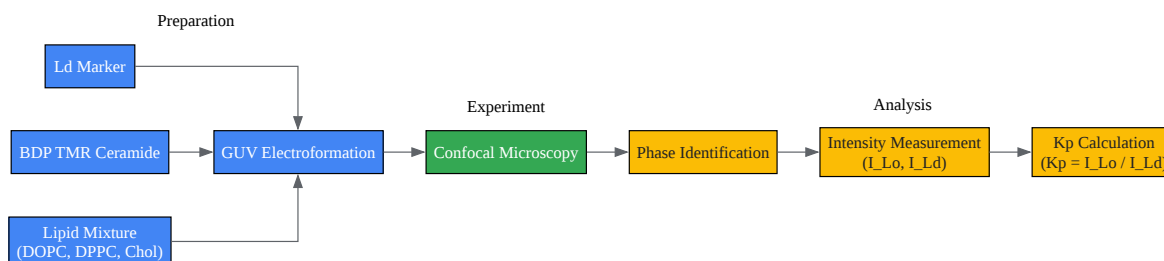 Preparation
Ld Marker
Experiment
Analysis
BDP TMR Ceramide
GUV Electroformation
Confocal Microscopy
Phase Identification
Intensity Measurement
(I_Lo, I_Ld)
Kp Calculation
(Kp = I_Lo / I_Ld)
Lipid Mixture
(DOPC, DPPC, Chol)